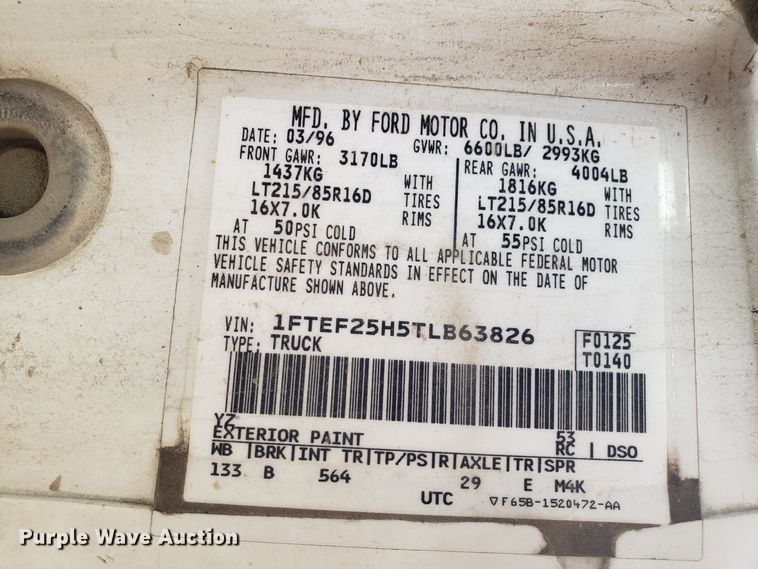 MFD. BY FORD MOTOR CO. IN U.S.A.
DATE: 03/96 GVWR: 6600LB/ 2993KG
FRONT GAWR: 3170LB
1437KG WITH
LT215/85R16D TIRES
16X7.0K RIMS
AT 50PSI COLD
REAR GAWR: 4004LB
1816KG WITH
LT215/85R16D TIRES
16X7.0K RIMS
AT 55PSI COLD
THIS VEHICLE CONFORMS TO ALL APPLICABLE FEDERAL MOTOR
VEHICLE SAFETY STANDARDS IN EFFECT ON THE DATE OF
MANUFACTURE SHOWN ABOVE.
VIN: 1FTEF25H5TLB63826
TYPE: TRUCK
F0125
T0140
YZ
EXTERIOR PAINT
53
RC DSO
WB BRK INT TR TP/PS R AXLE TR SPR
133 B 564 29 E M4K
UTC ▽F65B-1520472-AA
Purple Wave Auction